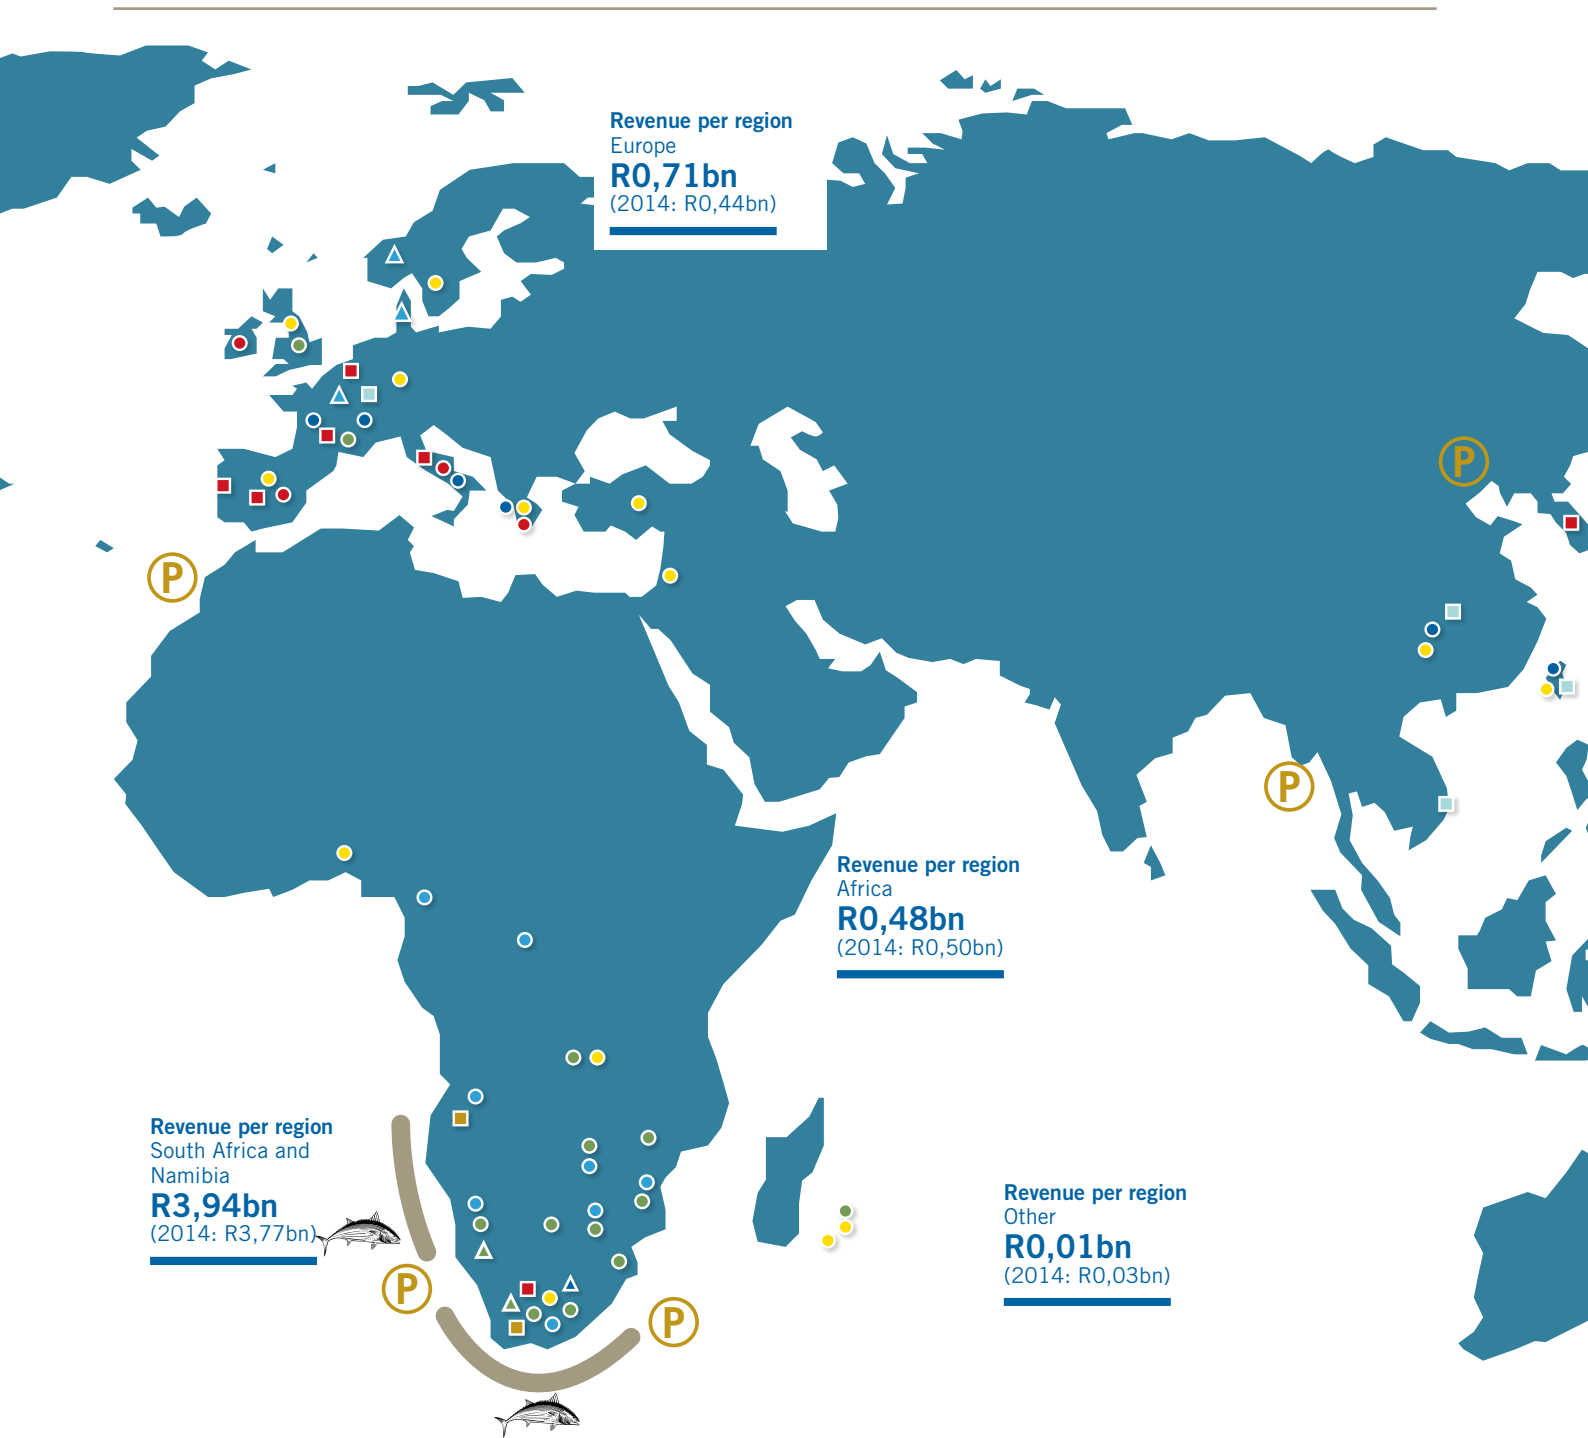 Revenue per region
Europe
R0,71bn
(2014: R0,44bn)
P
P
P
Revenue per region
Africa
R0,48bn
(2014: R0,50bn)
Revenue per region
South Africa and
Namibia
R3,94bn
(2014: R3,77bn)
Revenue per region
Other
R0,01bn
(2014: R0,03bn)
P
P